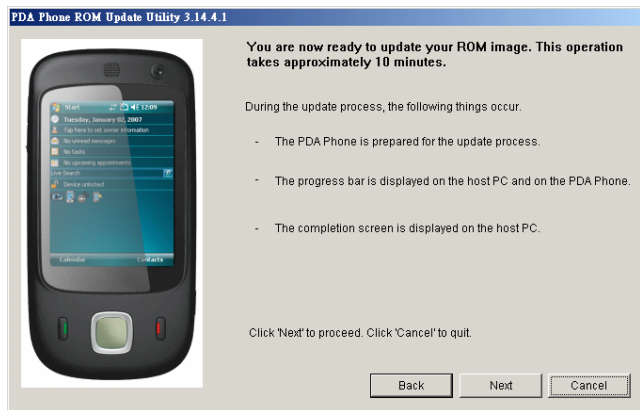 PDA Phone ROM Update Utility 3.14.4.1
You are now ready to update your ROM image. This operation
takes approximately 10 minutes.
During the update process, the following things occur.
- The PDA Phone is prepared for the update process.
- The progress bar is displayed on the host PC and on the PDA Phone.
- The completion screen is displayed on the host PC.
Click 'Next' to proceed. Click 'Cancel' to quit.
Back Next Cancel
Start 12:09
Tuesday, January 02, 2007
Tap here to set owner information
No unread messages
No tasks
No upcoming appointments
Live Search
Device unlocked
Calendar Contacts